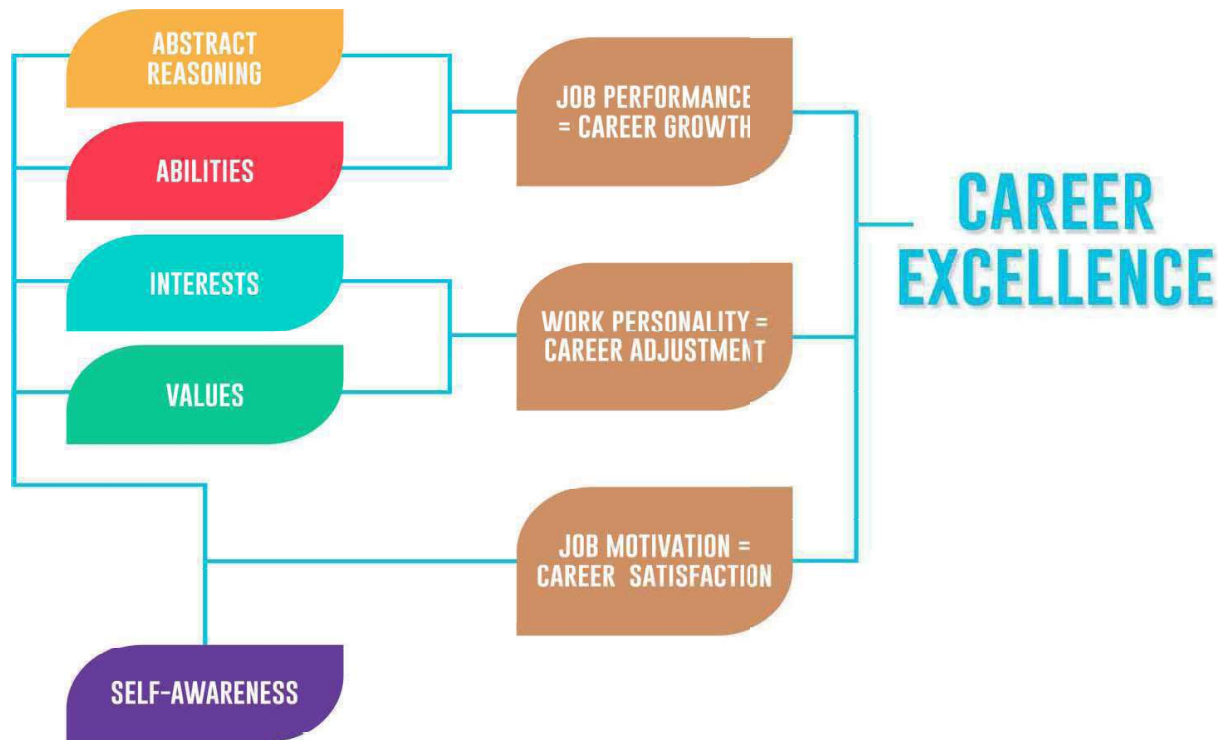 ABSTRACT
REASONING
ABILITIES
INTERESTS
VALUES
SELF-AWARENESS
JOB PERFORMANCE
= CAREER GROWTH
WORK PERSONALITY =
CAREER ADJUSTMENT
JOB MOTIVATION =
CAREER SATISFACTION
CAREER
EXCELLENCE